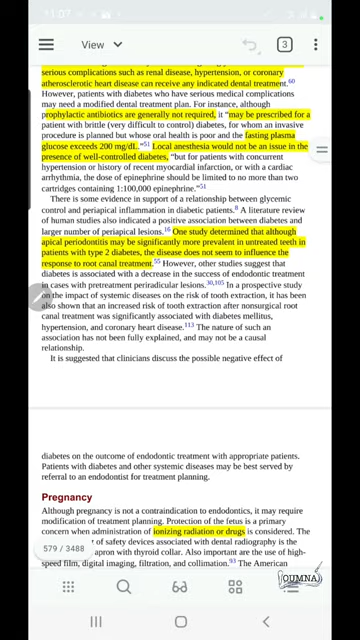 11:07
View
3
serious complications such as renal disease, hypertension, or coronary
atherosclerotic heart disease can receive any indicated dental treatment.60
However, patients with diabetes who have serious medical complications
may need a modified dental treatment plan. For instance, although
prophylactic antibiotics are generally not required, it “may be prescribed for a
patient with brittle (very difficult to control) diabetes, for whom an invasive
procedure is planned but whose oral health is poor and the fasting plasma
glucose exceeds 200 mg/dL.”51 Local anesthesia would not be an issue in the
presence of well-controlled diabetes, “but for patients with concurrent
hypertension or history of recent myocardial infarction, or with a cardiac
arrhythmia, the dose of epinephrine should be limited to no more than two
cartridges containing 1:100,000 epinephrine.”51
There is some evidence in support of a relationship between glycemic
control and periapical inflammation in diabetic patients.8 A literature review
of human studies also indicated a positive association between diabetes and
larger number of periapical lesions.16 One study determined that although
apical periodontitis may be significantly more prevalent in untreated teeth in
patients with type 2 diabetes, the disease does not seem to influence the
response to root canal treatment.55 However, other studies suggest that
diabetes is associated with a decrease in the success of endodontic treatment
in cases with pretreatment periradicular lesions.30,105 In a prospective study
on the impact of systemic diseases on the risk of tooth extraction, it has been
also shown that an increased risk of tooth extraction after nonsurgical root
canal treatment was significantly associated with diabetes mellitus,
hypertension, and coronary heart disease.113 The nature of such an
association has not been fully explained, and may not be a causal
relationship.
It is suggested that clinicians discuss the possible negative effect of
diabetes on the outcome of endodontic treatment with appropriate patients.
Patients with diabetes and other systemic diseases may be best served by
referral to an endodontist for treatment planning.
Pregnancy
Although pregnancy is not a contraindication to endodontics, it may require
modification of treatment planning. Protection of the fetus is a primary
concern when administration of ionizing radiation or drugs is considered. The
of safety devices associated with dental radiography is the
579 / 3488
apron with thyroid collar. Also important are the use of high-
speed film, digital imaging, filtration, and collimation.93 The American
OUMNA